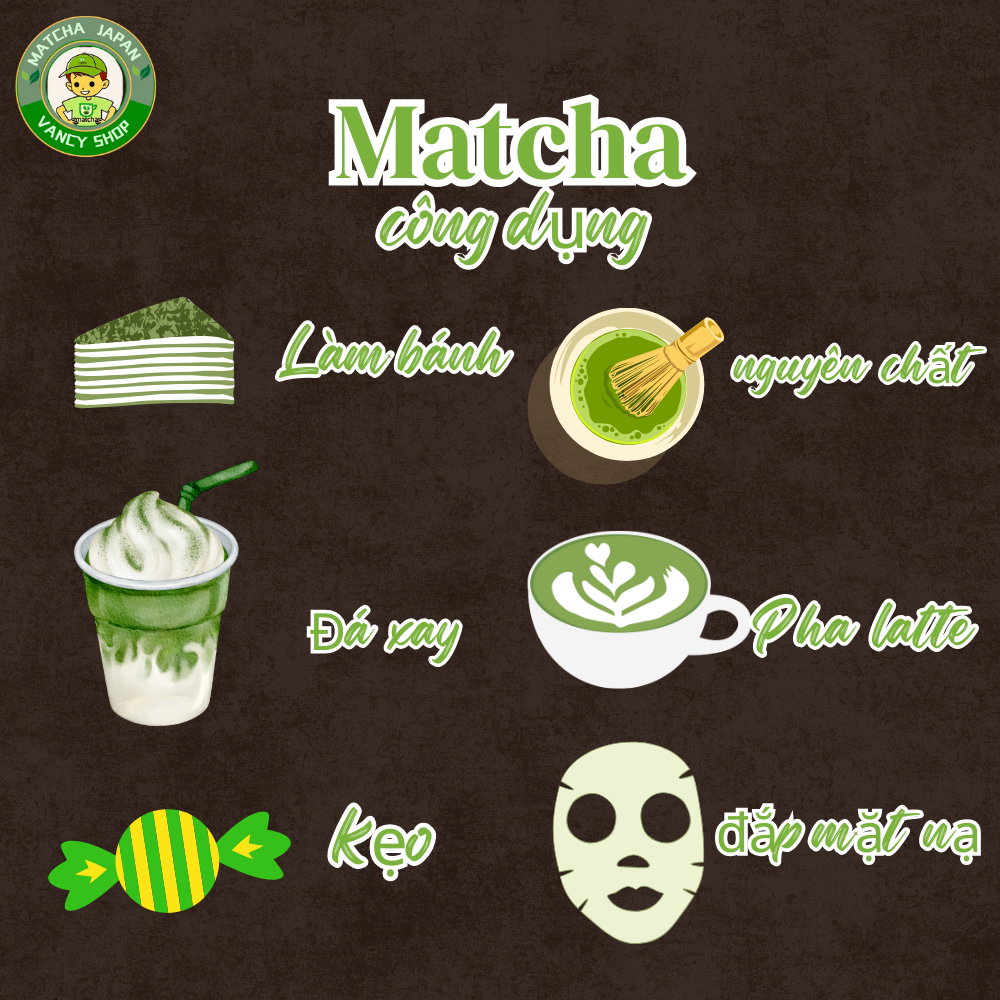 MATCHA JAPAN
matcha
VANCY SHOP
Matcha
công dụng
Làm bánh
nguyên chất
Đá xay
Pha latte
Kẹo
đắp mặt nạ